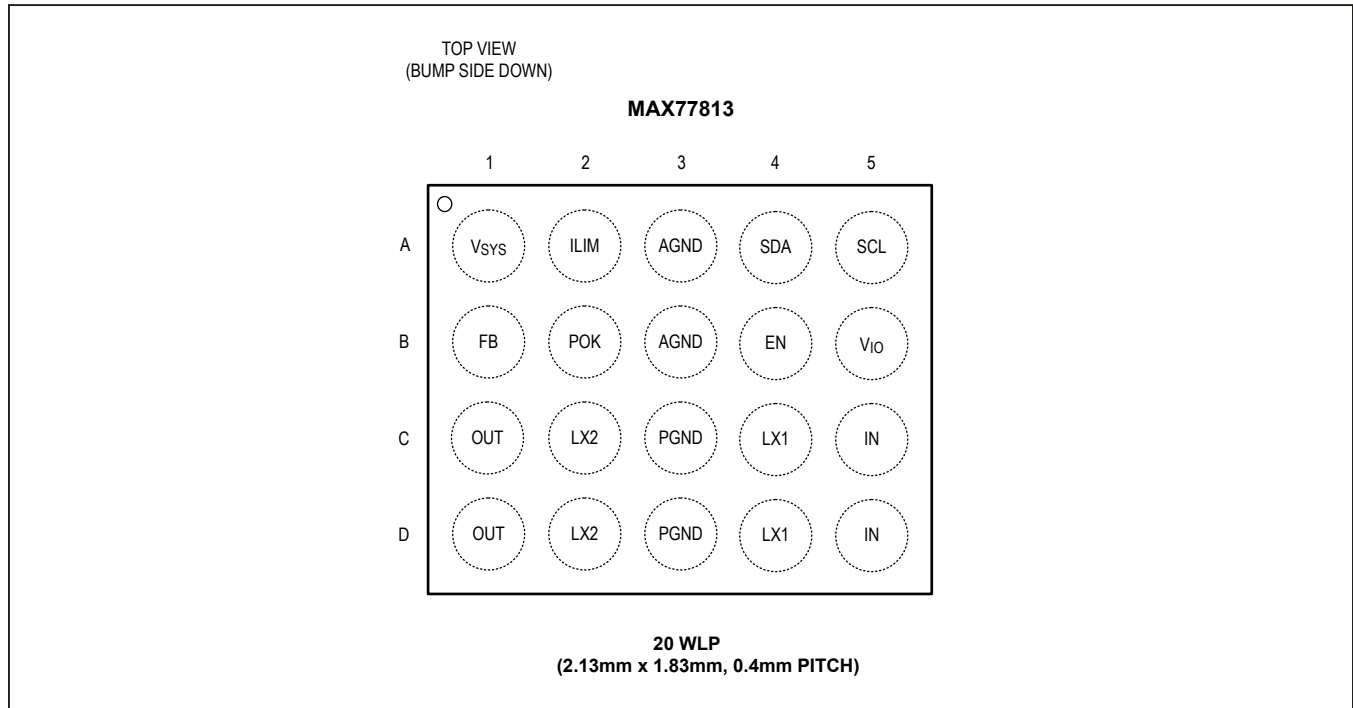 TOP VIEW
(BUMP SIDE DOWN)
MAX77813
1 2 3 4 5
A VSYS ILIM AGND SDA SCL
B FB POK AGND EN VIO
C OUT LX2 PGND LX1 IN
D OUT LX2 PGND LX1 IN
20 WLP
(2.13mm x 1.83mm, 0.4mm PITCH)